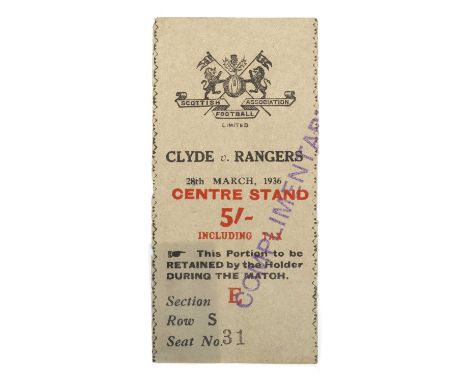 SCOTTISH FOOTBALL ASSOCIATION
LIMITED
CLYDE v. RANGERS
28th MARCH, 1936
CENTRE STAND
5/-
INCLUDING TAX
This Portion to be
RETAINED by the Holder
DURING THE MATCH.
Section E
Row S
Seat No. 31
COMPLIMENTARY